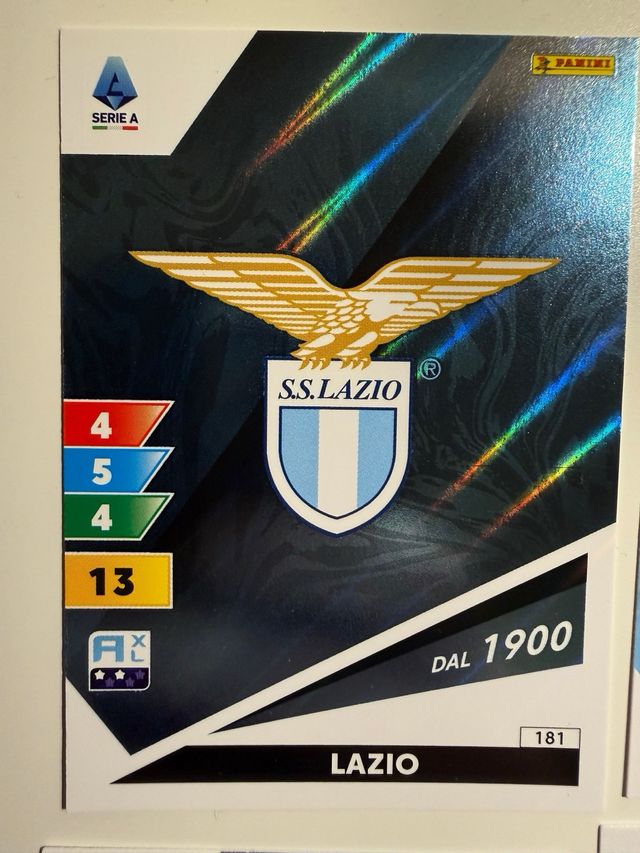 SERIE A
PANINI
S.S.LAZIO
®
4
5
4
13
A XL
DAL 1900
181
LAZIO